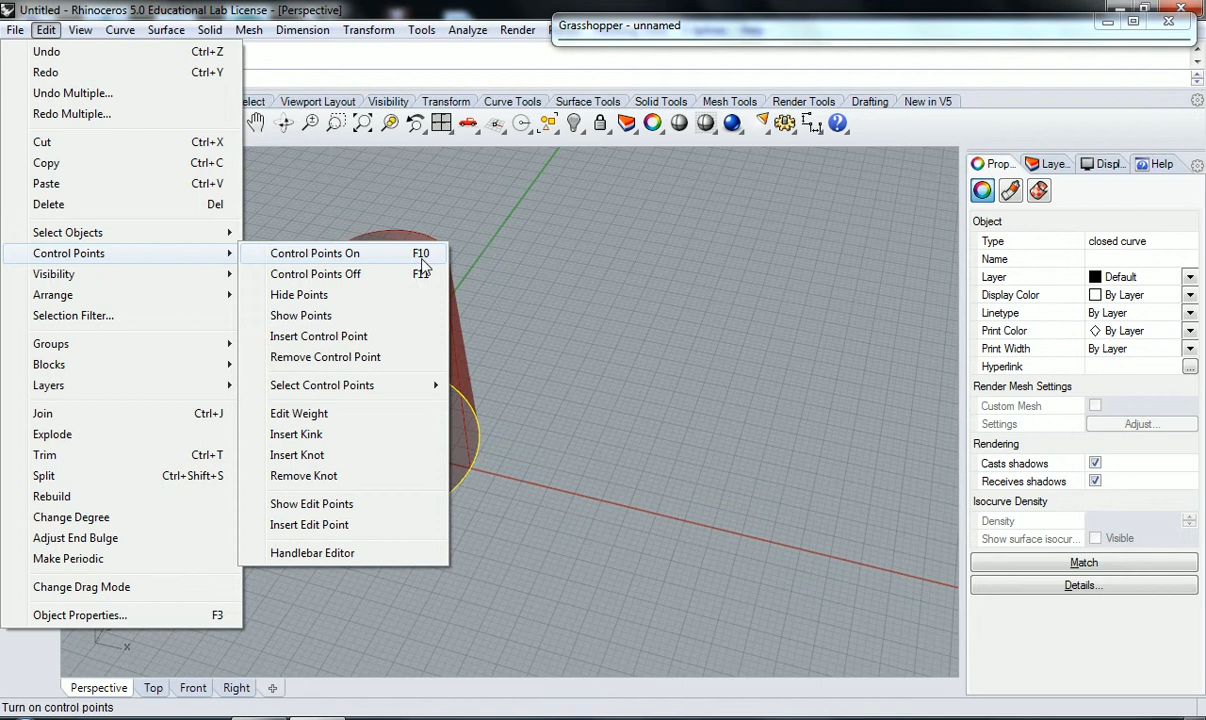 Untitled - Rhinoceros 5.0 Educational Lab License - [Perspective]
Grasshopper - unnamed
File Edit View Curve Surface Solid Mesh Dimension Transform Tools Analyze Render
Undo Ctrl+Z
Redo Ctrl+Y
Undo Multiple...
Redo Multiple...
Cut Ctrl+X
Copy Ctrl+C
Paste Ctrl+V
Delete Del
Select Objects
Control Points
Visibility
Arrange
Selection Filter...
Groups
Blocks
Layers
Join Ctrl+J
Explode
Trim Ctrl+T
Split Ctrl+Shift+S
Rebuild
Change Degree
Adjust End Bulge
Make Periodic
Change Drag Mode
Object Properties... F3
elect Viewport Layout Visibility Transform Curve Tools Surface Tools Solid Tools Mesh Tools Render Tools Drafting New in V5
Control Points On F10
Control Points Off F11
Hide Points
Show Points
Insert Control Point
Remove Control Point
Select Control Points
Edit Weight
Insert Kink
Insert Knot
Remove Knot
Show Edit Points
Insert Edit Point
Handlebar Editor
Prop... Laye... Displ... Help
Object
Type closed curve
Name
Layer Default
Display Color By Layer
Linetype By Layer
Print Color By Layer
Print Width By Layer
Hyperlink ...
Render Mesh Settings
Custom Mesh
Settings Adjust...
Rendering
Casts shadows
Receives shadows
Isocurve Density
Density
Show surface isocur... Visible
Match
Details...
x
Perspective Top Front Right
Turn on control points